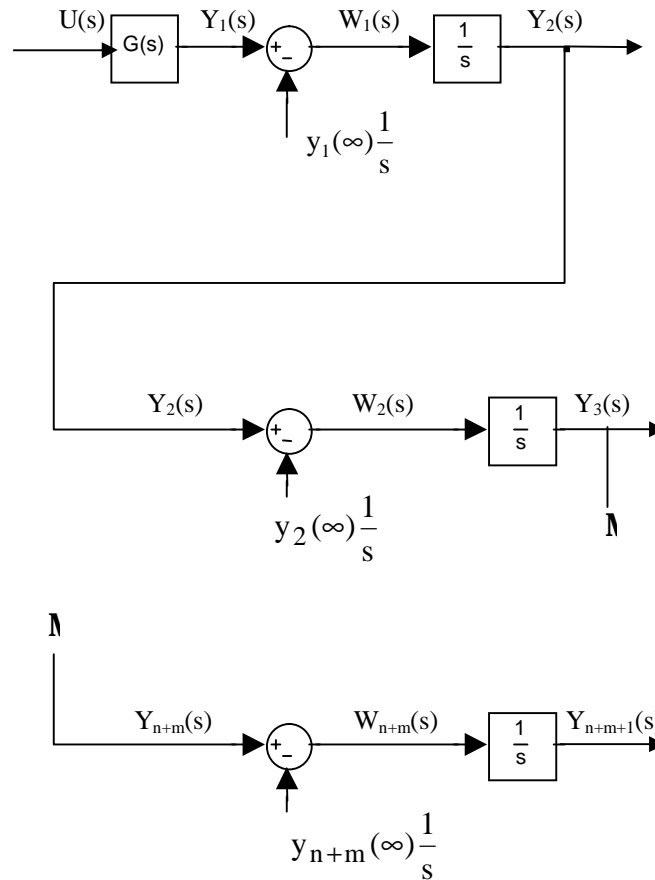 U(s) G(s) Y₁(s) + − W₁(s) 1/s Y₂(s)
y₁(∞) 1/s
Y₂(s) + − W₂(s) 1/s Y₃(s)
y₂(∞) 1/s
Yₙ₊ₘ(s) + − Wₙ₊ₘ(s) 1/s Yₙ₊ₘ₊₁(s)
yₙ₊ₘ(∞) 1/s